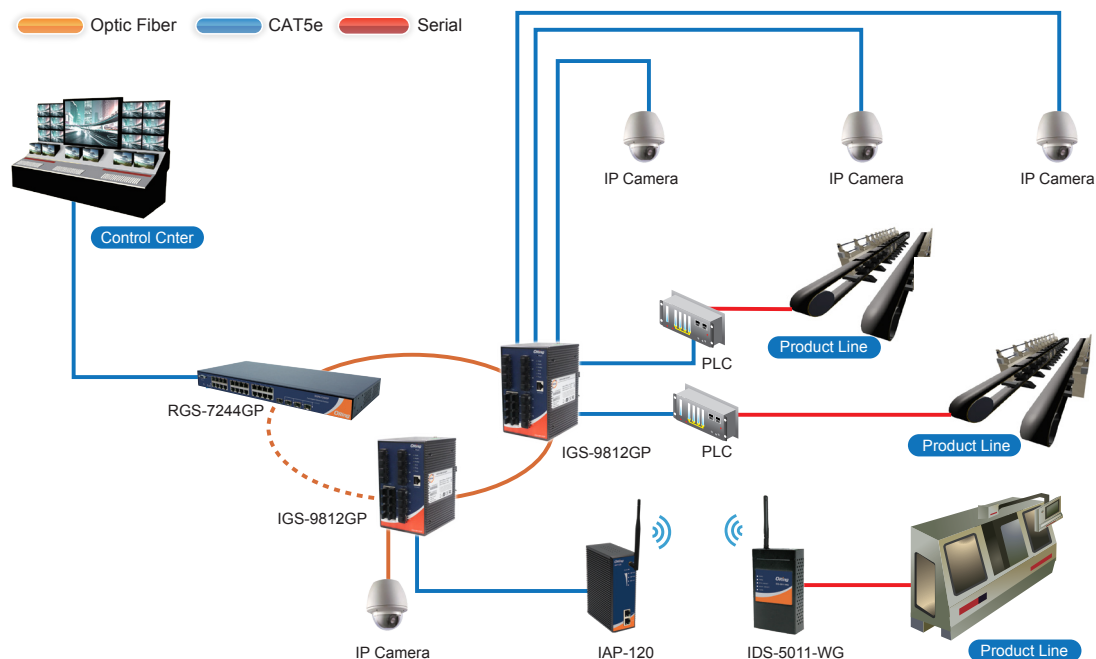 Optic Fiber
CAT5e
Serial
IP Camera
IP Camera
IP Camera
Control Cnter
PLC
Product Line
RGS-7244GP
IGS-9812GP
PLC
Product Line
IGS-9812GP
IP Camera
IAP-120
IDS-5011-WG
Product Line